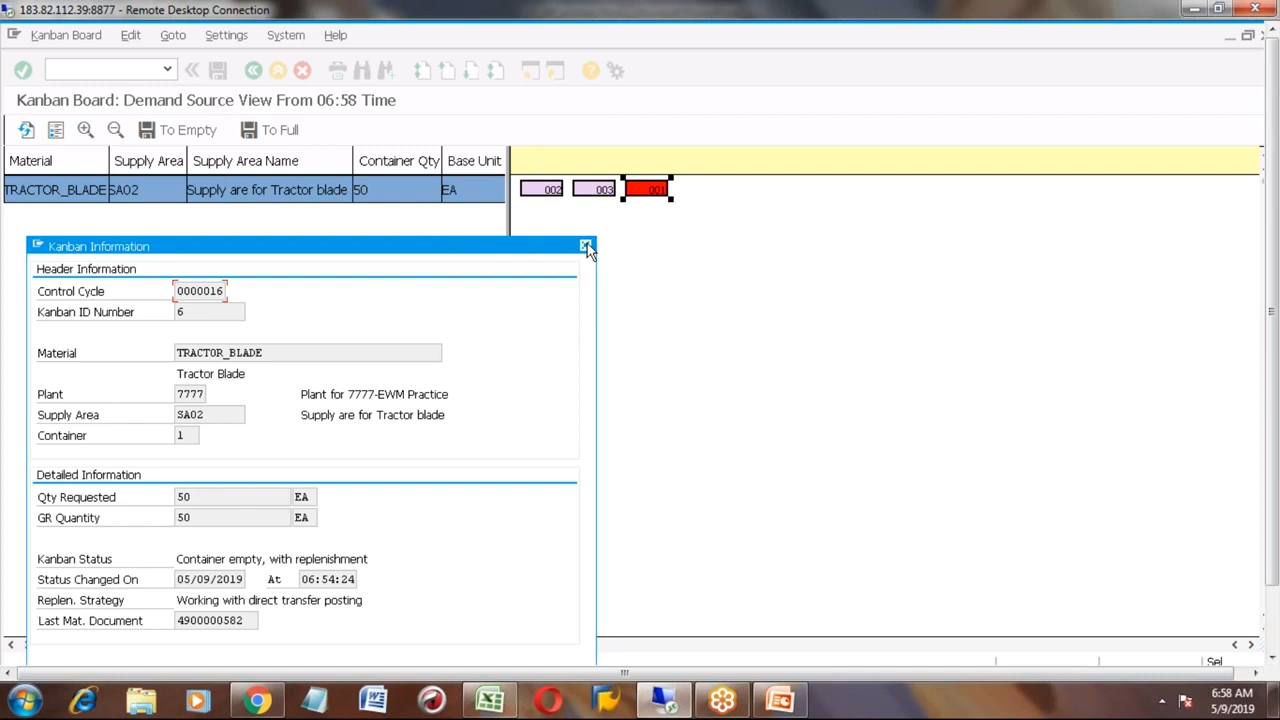 183.82.112.39:8877 - Remote Desktop Connection
Kanban Board Edit Goto Settings System Help
Kanban Board: Demand Source View From 06:58 Time
To Empty To Full
Material Supply Area Supply Area Name Container Qty Base Unit
TRACTOR_BLADE SA02 Supply are for Tractor blade 50 EA 002 003 001
Kanban Information
Header Information
Control Cycle 0000016
Kanban ID Number 6
Material TRACTOR_BLADE
Tractor Blade
Plant 7777 Plant for 7777-EWM Practice
Supply Area SA02 Supply are for Tractor blade
Container 1
Detailed Information
Qty Requested 50 EA
GR Quantity 50 EA
Kanban Status Container empty, with replenishment
Status Changed On 05/09/2019 At 06:54:24
Replen. Strategy Working with direct transfer posting
Last Mat. Document 4900000582
Sel
6:58 AM
5/9/2019